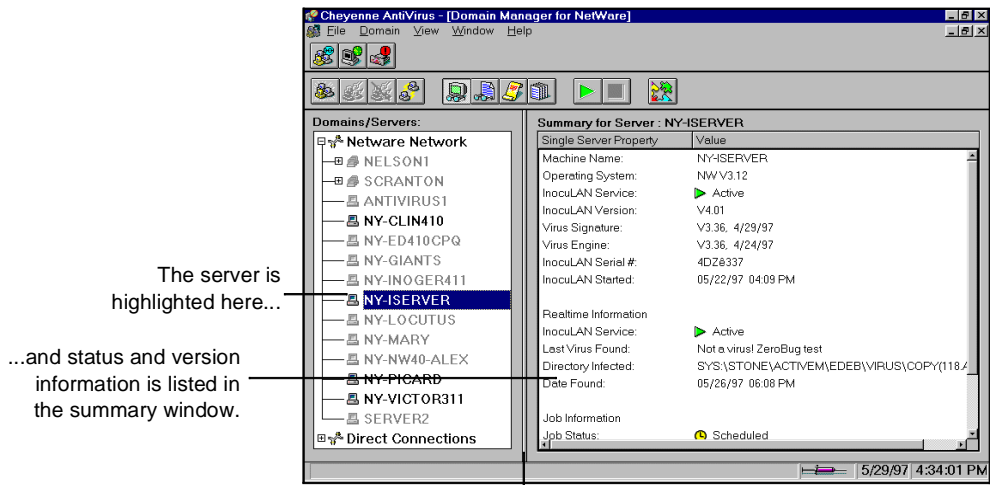 Cheyenne AntiVirus - [Domain Manager for NetWare]
File Domain View Window Help
Domains/Servers:
Netware Network
NELSON1
SCRANTON
ANTIVIRUS1
NY-CLIN410
NY-ED410CPQ
NY-GIANTS
NY-INOGER411
NY-ISERVER
NY-LOCUTUS
NY-MARY
NY-NW40-ALEX
NY-PICARD
NY-VICTOR311
SERVER2
Direct Connections
Summary for Server : NY-ISERVER
Single Server Property Value
Machine Name: NY-ISERVER
Operating System: NW V3.12
InocuLAN Service: Active
InocuLAN Version: V4.01
Virus Signature: V3.36, 4/29/97
Virus Engine: V3.36, 4/24/97
InocuLAN Serial #: 4DZê337
InocuLAN Started: 05/22/97 04:09 PM
Realtime Information
InocuLAN Service: Active
Last Virus Found: Not a virus! ZeroBug test
Directory Infected: SYS:\STONE\ACTIVEM\EDEB\VIRUS\COPY(118.
Date Found: 05/26/97 06:08 PM
Job Information
Job Status: Scheduled
5/29/97 4:34:01 PM
The server is
highlighted here...
...and status and version
information is listed in
the summary window.